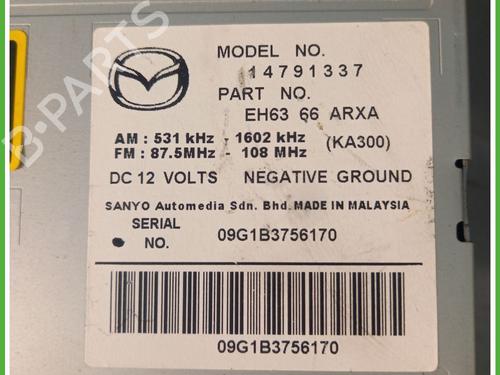 MODEL NO.
14791337
PART NO.
EH63 66 ARXA
AM : 531 kHz - 1602 kHz (KA300)
FM : 87.5MHz - 108 MHz
DC 12 VOLTS NEGATIVE GROUND
SANYO Automedia Sdn. Bhd. MADE IN MALAYSIA
SERIAL NO. 09G1B3756170
09G1B3756170
B-PARTS